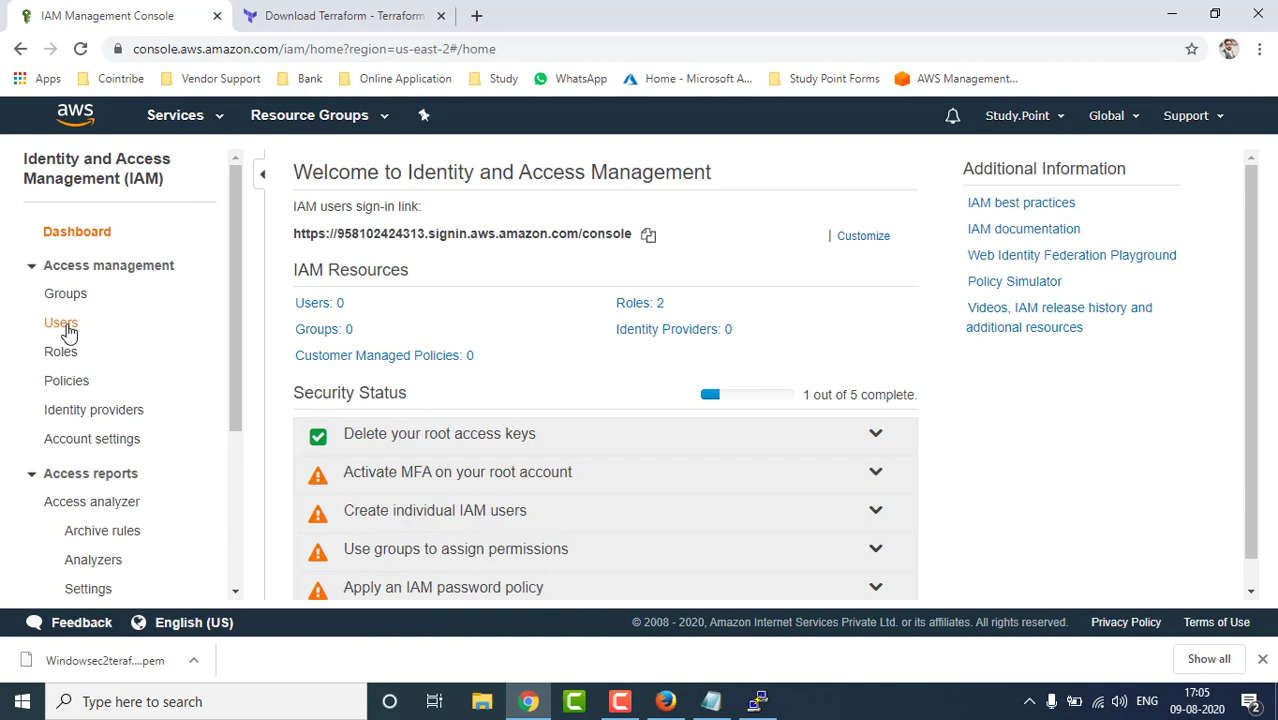 IAM Management Console
Download Terraform - Terraform
console.aws.amazon.com/iam/home?region=us-east-2#/home
Apps
Cointribe
Vendor Support
Bank
Online Application
Study
WhatsApp
Home - Microsoft A...
Study Point Forms
AWS Management...
aws
Services
Resource Groups
Study.Point
Global
Support
Identity and Access
Management (IAM)
Dashboard
Access management
Groups
Users
Roles
Policies
Identity providers
Account settings
Access reports
Access analyzer
Archive rules
Analyzers
Settings
Welcome to Identity and Access Management
IAM users sign-in link:
https://958102424313.signin.aws.amazon.com/console
| Customize
IAM Resources
Users: 0
Roles: 2
Groups: 0
Identity Providers: 0
Customer Managed Policies: 0
Security Status
1 out of 5 complete.
Delete your root access keys
Activate MFA on your root account
Create individual IAM users
Use groups to assign permissions
Apply an IAM password policy
Additional Information
IAM best practices
IAM documentation
Web Identity Federation Playground
Policy Simulator
Videos, IAM release history and
additional resources
Feedback
English (US)
© 2008 - 2020, Amazon Internet Services Private Ltd. or its affiliates. All rights reserved.
Privacy Policy
Terms of Use
Windowsec2teraf....pem
Show all
Type here to search
ENG
17:05
09-08-2020
2